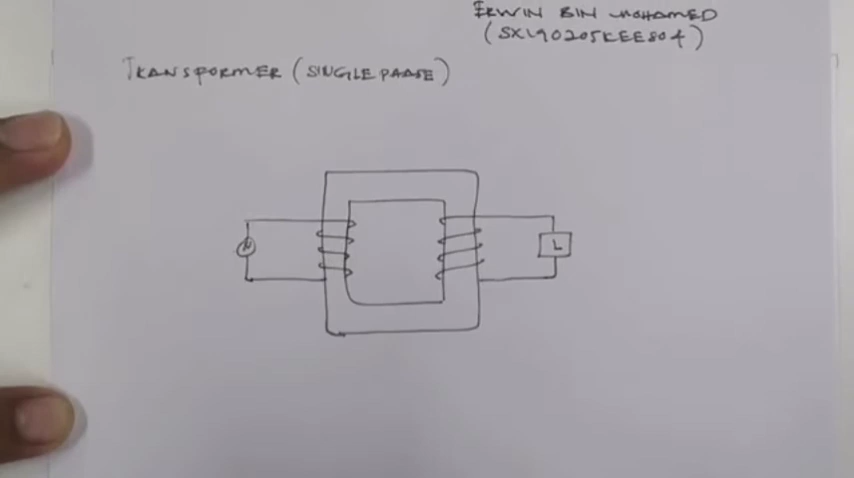 ERWIN BIN MOHAMED
(SX190205KEES04)
TRANSFORMER (SINGLE PHASE)
N L